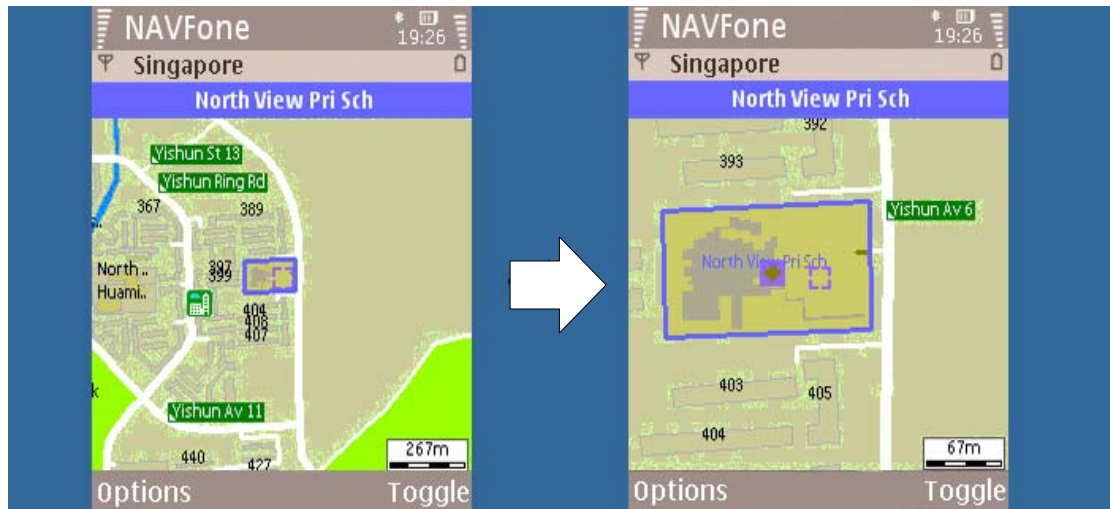 NAVFone
19:26
Singapore
North View Pri Sch
Yishun St 13
Yishun Ring Rd
367
389
North ..
397
399
Huami..
404
408
407
k
Yishun Av 11
267m
440
427
Options
Toggle
NAVFone
19:26
Singapore
North View Pri Sch
392
393
Yishun Av 6
North View Pri Sch
403
405
404
67m
Options
Toggle